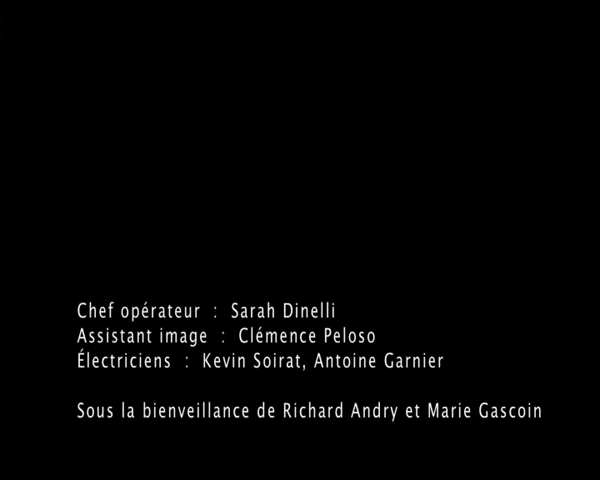 Chef opérateur : Sarah Dinelli
Assistant image : Clémence Peloso
Électriciens : Kevin Soirat, Antoine Garnier
Sous la bienveillance de Richard Andry et Marie Gascoin